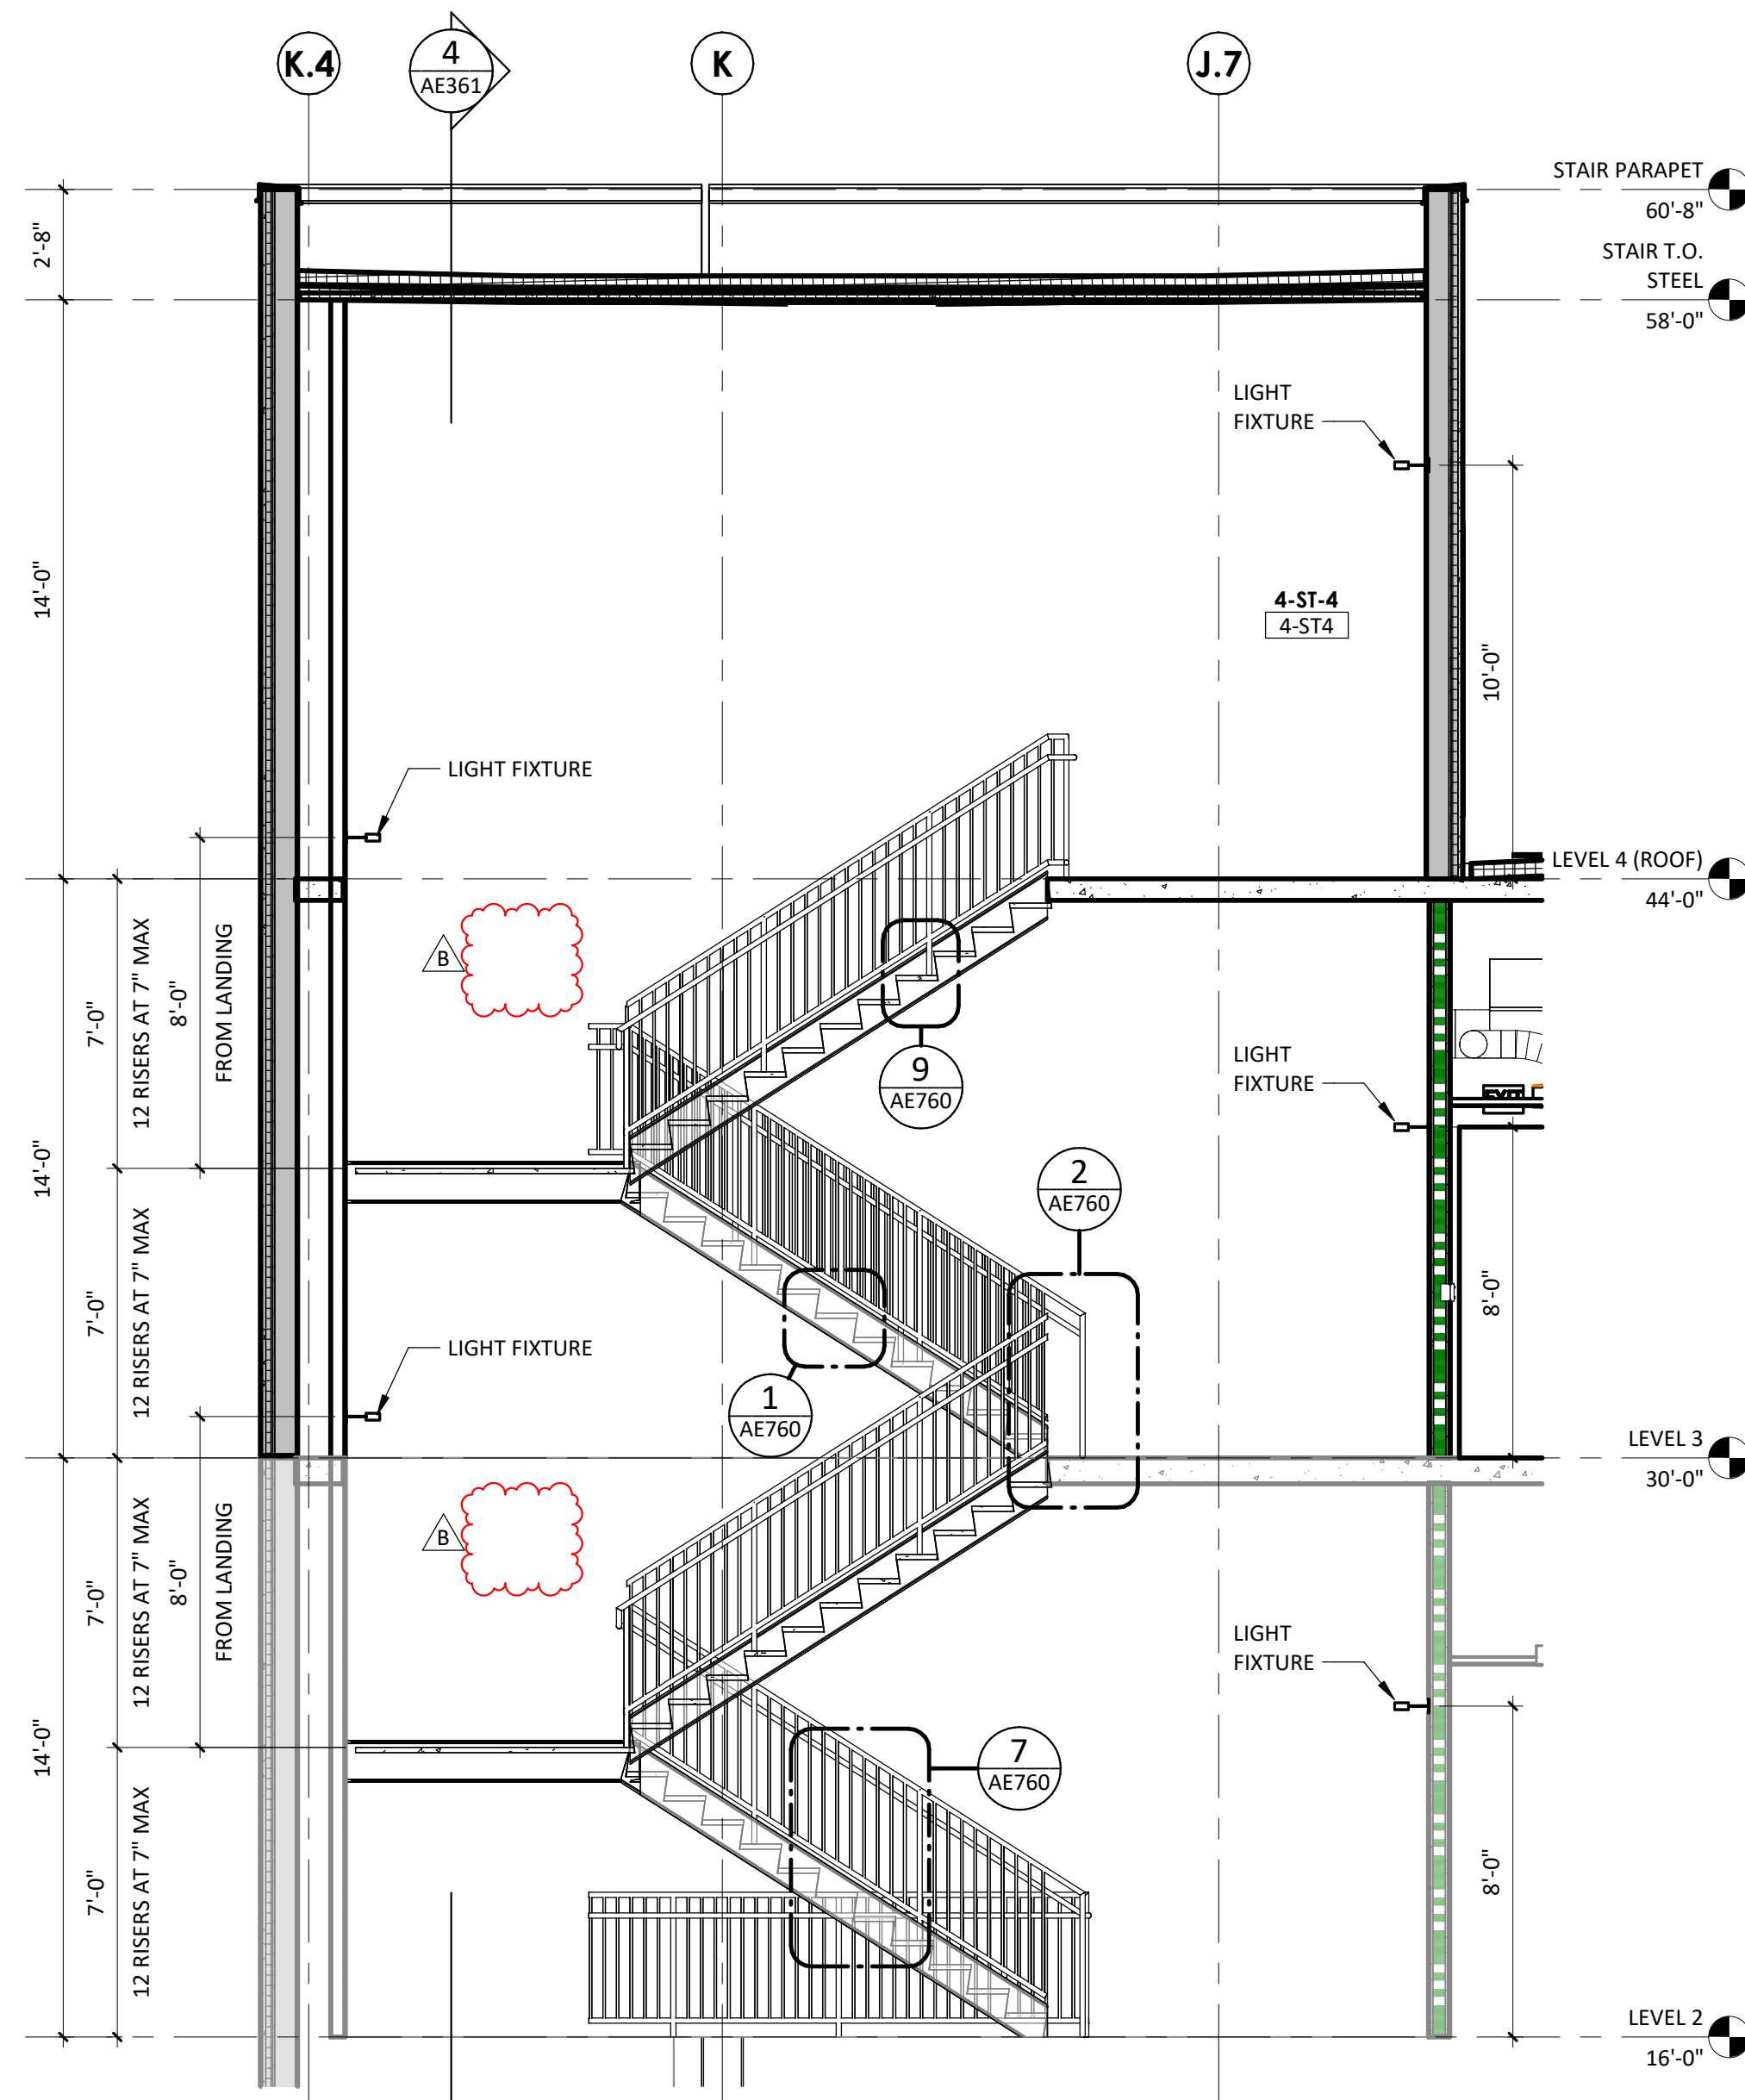 K.4
4
AE361
K
J.7
STAIR PARAPET
60'-8"
STAIR T.O.
STEEL
58'-0"
2'-8"
14'-0"
LIGHT
FIXTURE
4-ST-4
4-ST4
10'-0"
LIGHT FIXTURE
LEVEL 4 (ROOF)
44'-0"
14'-0"
7'-0"
12 RISERS AT 7" MAX
8'-0"
FROM LANDING
B
9
AE760
LIGHT
FIXTURE
EXIT
2
AE760
7'-0"
12 RISERS AT 7" MAX
LIGHT FIXTURE
1
AE760
8'-0"
LEVEL 3
30'-0"
14'-0"
7'-0"
12 RISERS AT 7" MAX
8'-0"
FROM LANDING
B
LIGHT
FIXTURE
7
AE760
7'-0"
12 RISERS AT 7" MAX
8'-0"
LEVEL 2
16'-0"